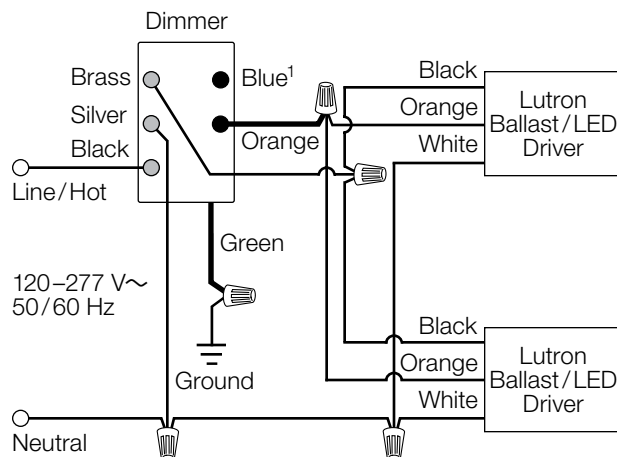 Dimmer
Brass
Blue¹
Silver
Orange
Black
Line/Hot
Green
120–277 V~
50/60 Hz
Ground
Neutral
Black
Orange
White
Lutron
Ballast/LED
Driver
Black
Orange
White
Lutron
Ballast/LED
Driver